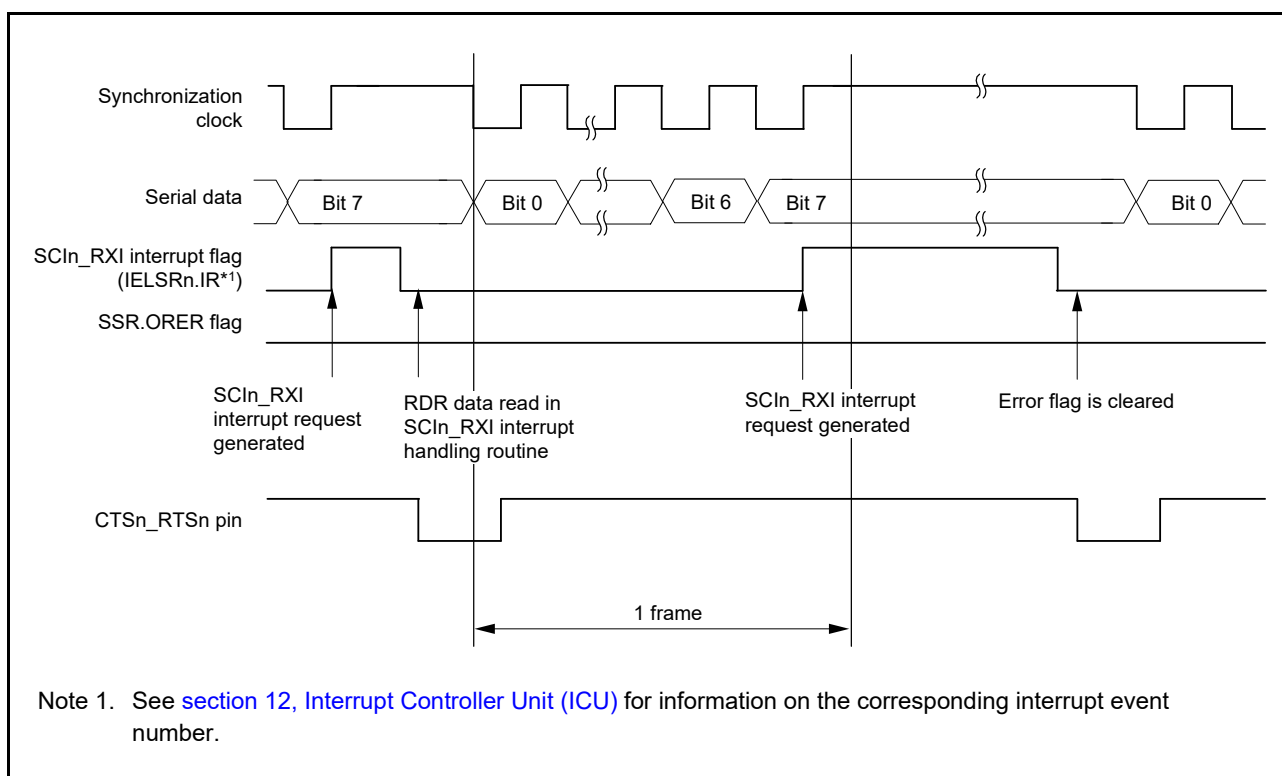 Synchronization
clock
Serial data
Bit 7
Bit 0
Bit 6
Bit 7
Bit 0
SCIn_RXI interrupt flag
(IELSRn.IR*1)
SSR.ORER flag
SCIn_RXI
interrupt request
generated
RDR data read in
SCIn_RXI interrupt
handling routine
SCIn_RXI interrupt
request generated
Error flag is cleared
CTSn_RTSn pin
1 frame
Note 1. See section 12, Interrupt Controller Unit (ICU) for information on the corresponding interrupt event
number.